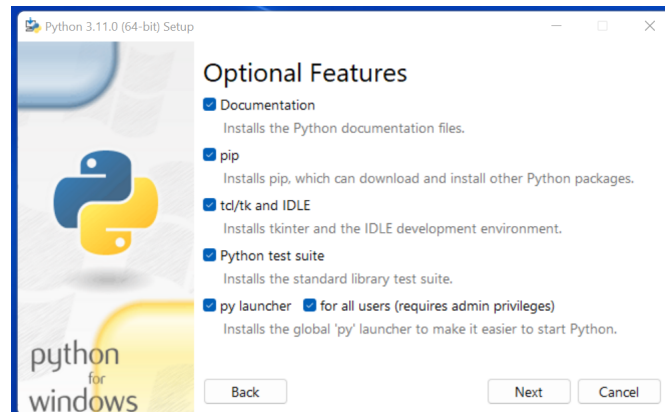 Python 3.11.0 (64-bit) Setup
Optional Features
Documentation
Installs the Python documentation files.
pip
Installs pip, which can download and install other Python packages.
tcl/tk and IDLE
Installs tkinter and the IDLE development environment.
Python test suite
Installs the standard library test suite.
py launcher for all users (requires admin privileges)
Installs the global 'py' launcher to make it easier to start Python.
python
for
windows
Back Next Cancel